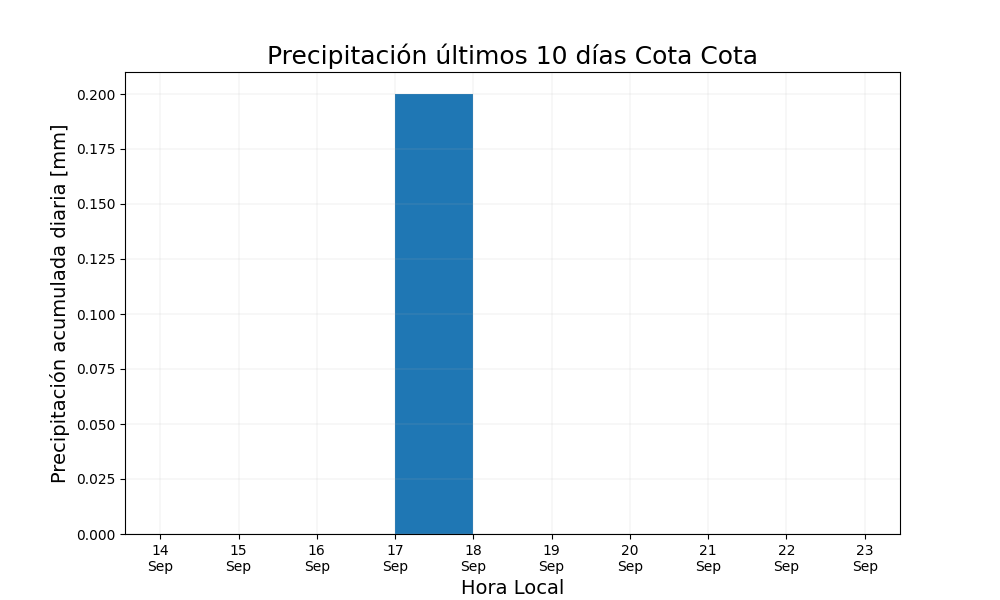 Precipitación últimos 10 días Cota Cota
Precipitación acumulada diaria [mm]
0.200
0.175
0.150
0.125
0.100
0.075
0.050
0.025
0.000
14 15 16 17 18 19 20 21 22 23
Sep Sep Sep Sep Sep Sep Sep Sep Sep Sep
Hora Local